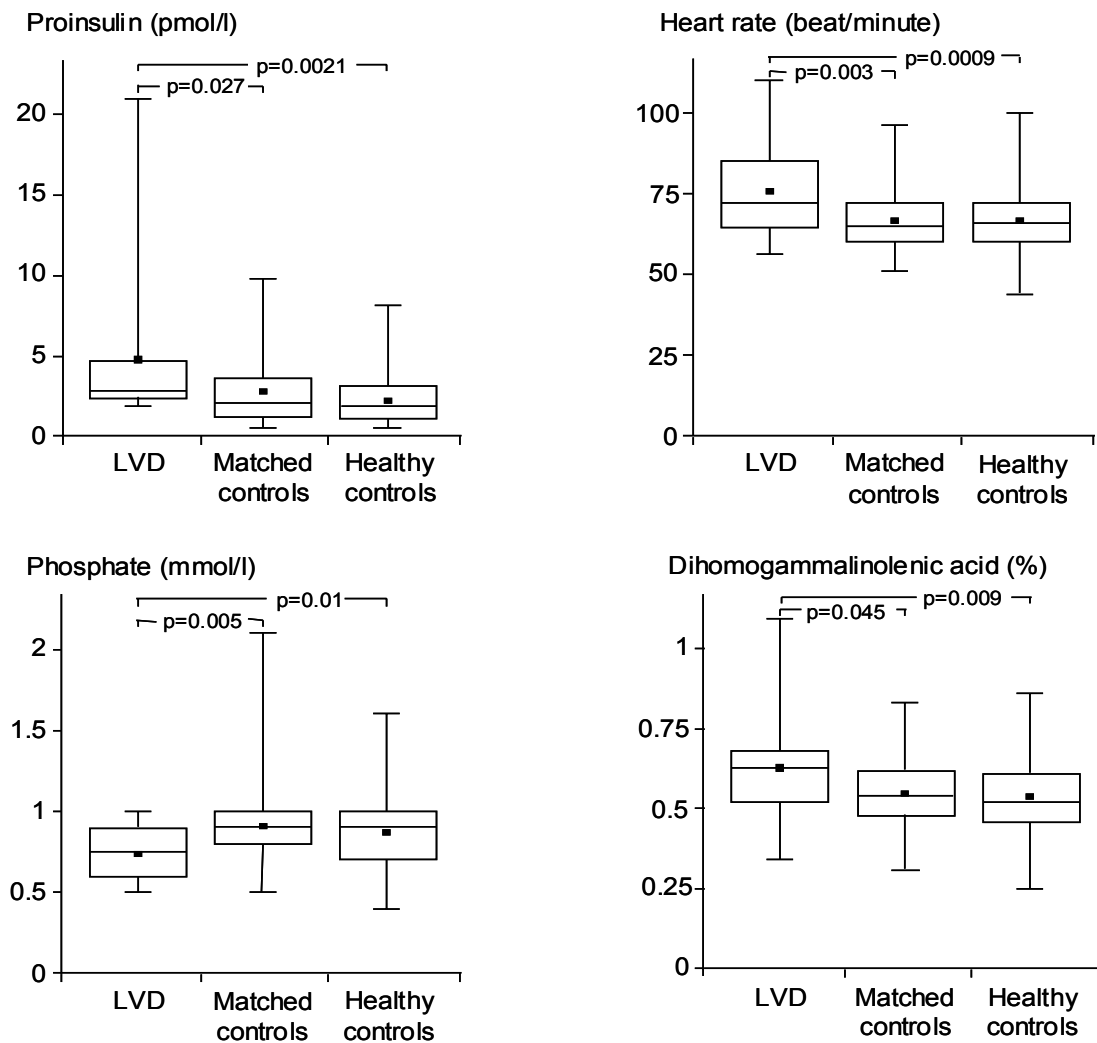 Proinsulin (pmol/l)
p=0.0021
p=0.027
20
15
10
5
0
LVD
Matched
controls
Healthy
controls
Heart rate (beat/minute)
p=0.0009
p=0.003
100
75
50
25
0
LVD
Matched
controls
Healthy
controls
Phosphate (mmol/l)
p=0.01
p=0.005
2
1.5
1
0.5
0
LVD
Matched
controls
Healthy
controls
Dihomogammalinolenic acid (%)
p=0.009
p=0.045
1
0.75
0.5
0.25
0
LVD
Matched
controls
Healthy
controls